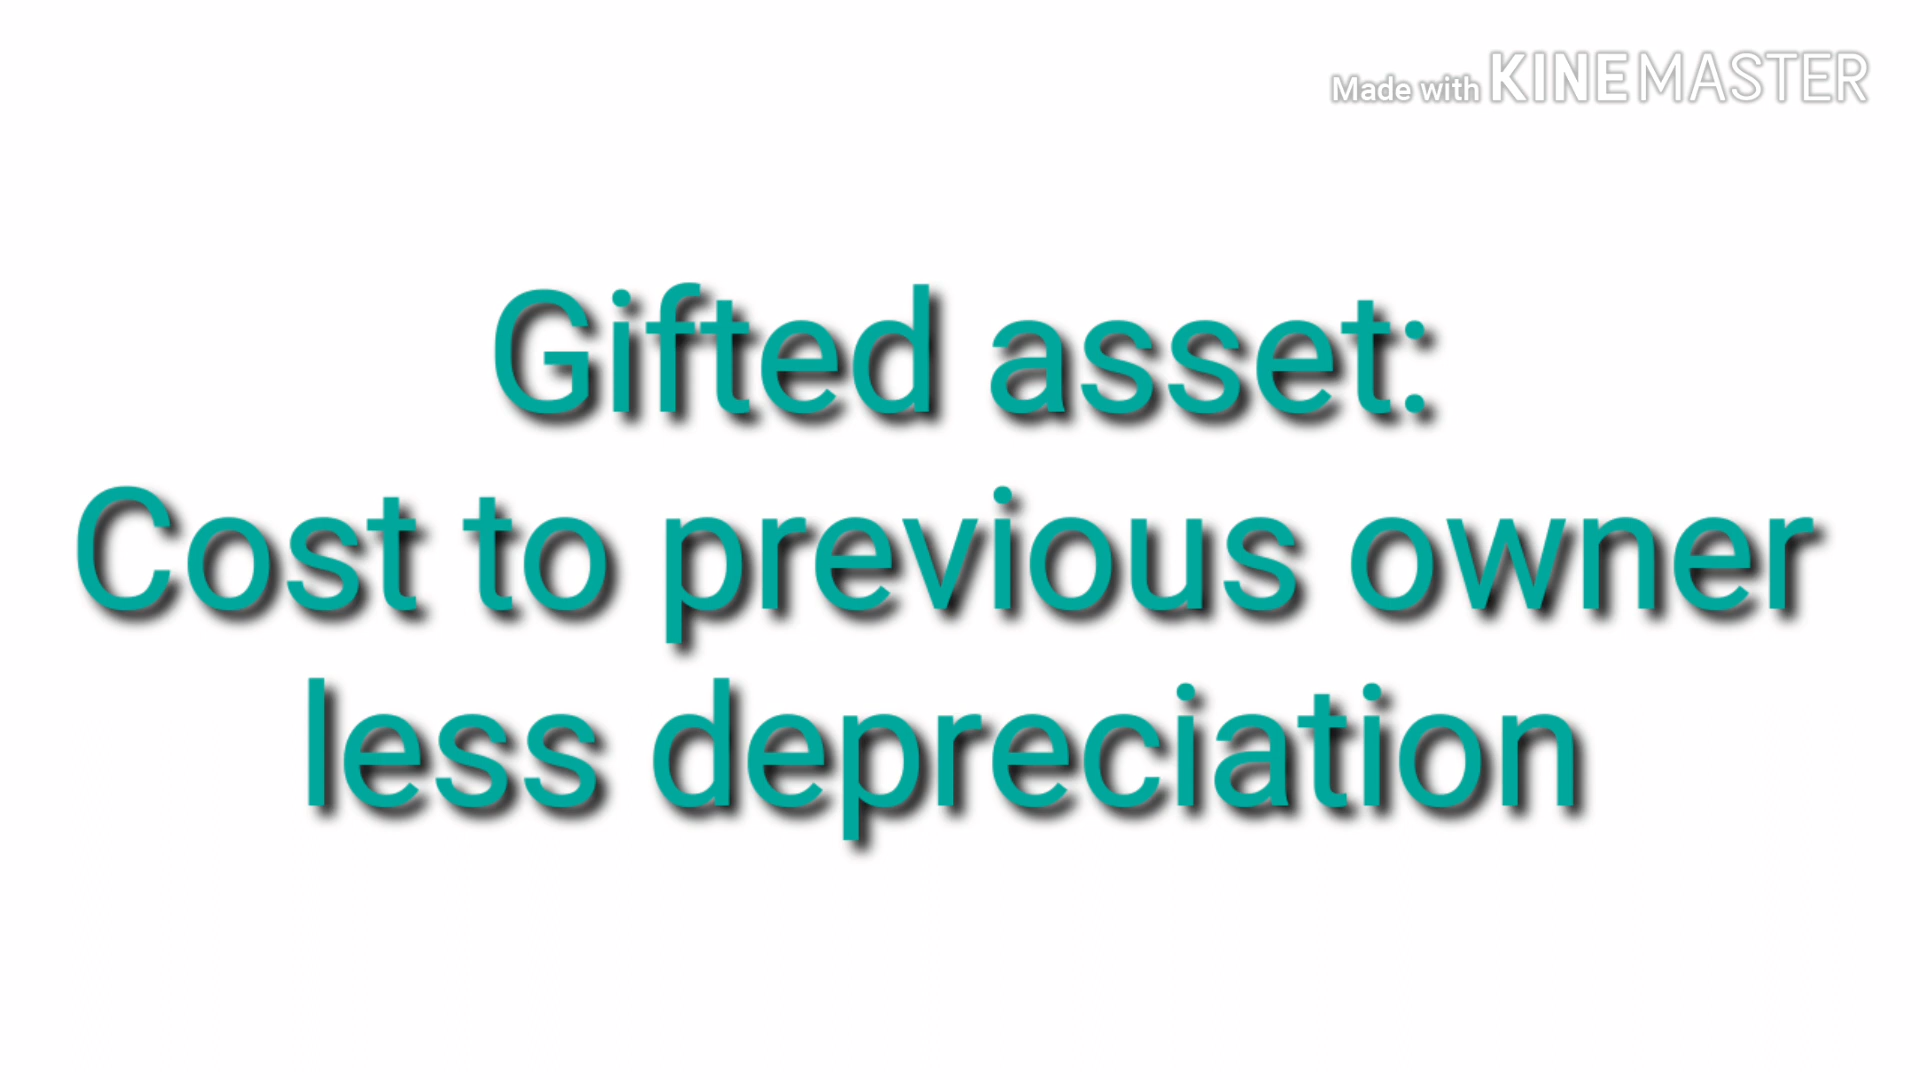 Made with KINEMASTER
Gifted asset:
Cost to previous owner
less depreciation